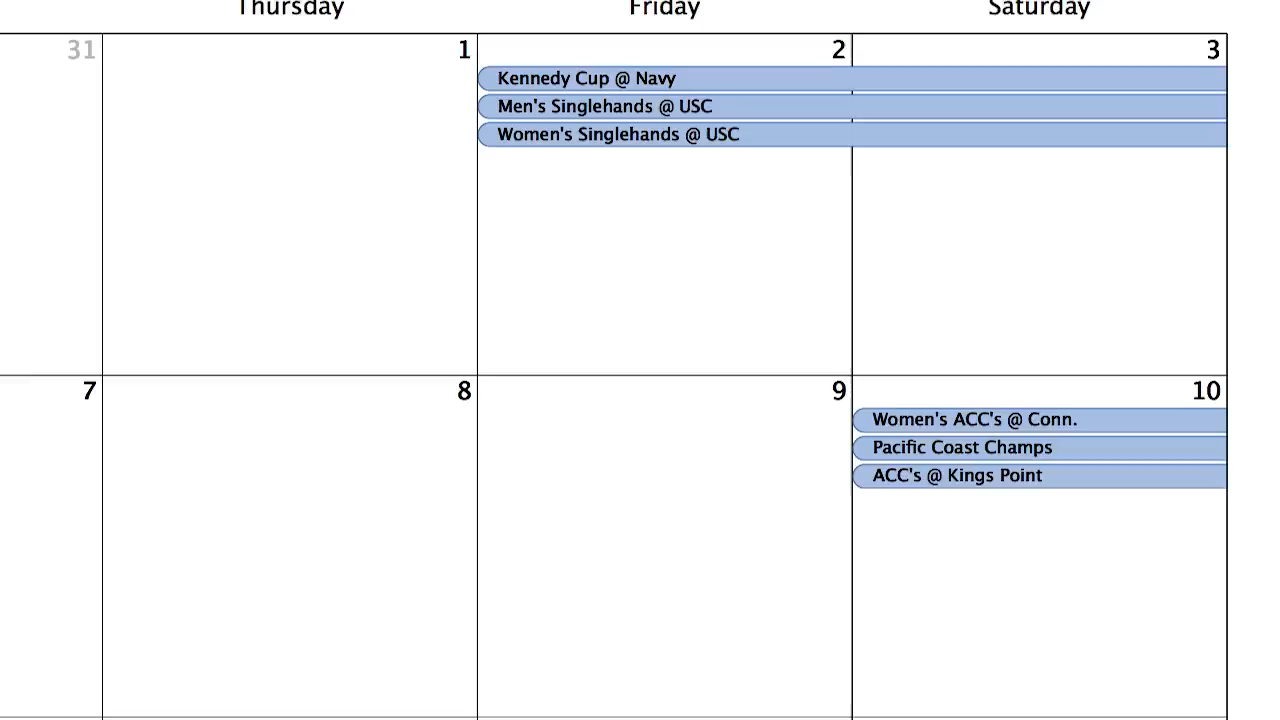 Thursday Friday Saturday
31 1 2 3
Kennedy Cup @ Navy
Men's Singlehands @ USC
Women's Singlehands @ USC
7 8 9 10
Women's ACC's @ Conn.
Pacific Coast Champs
ACC's @ Kings Point